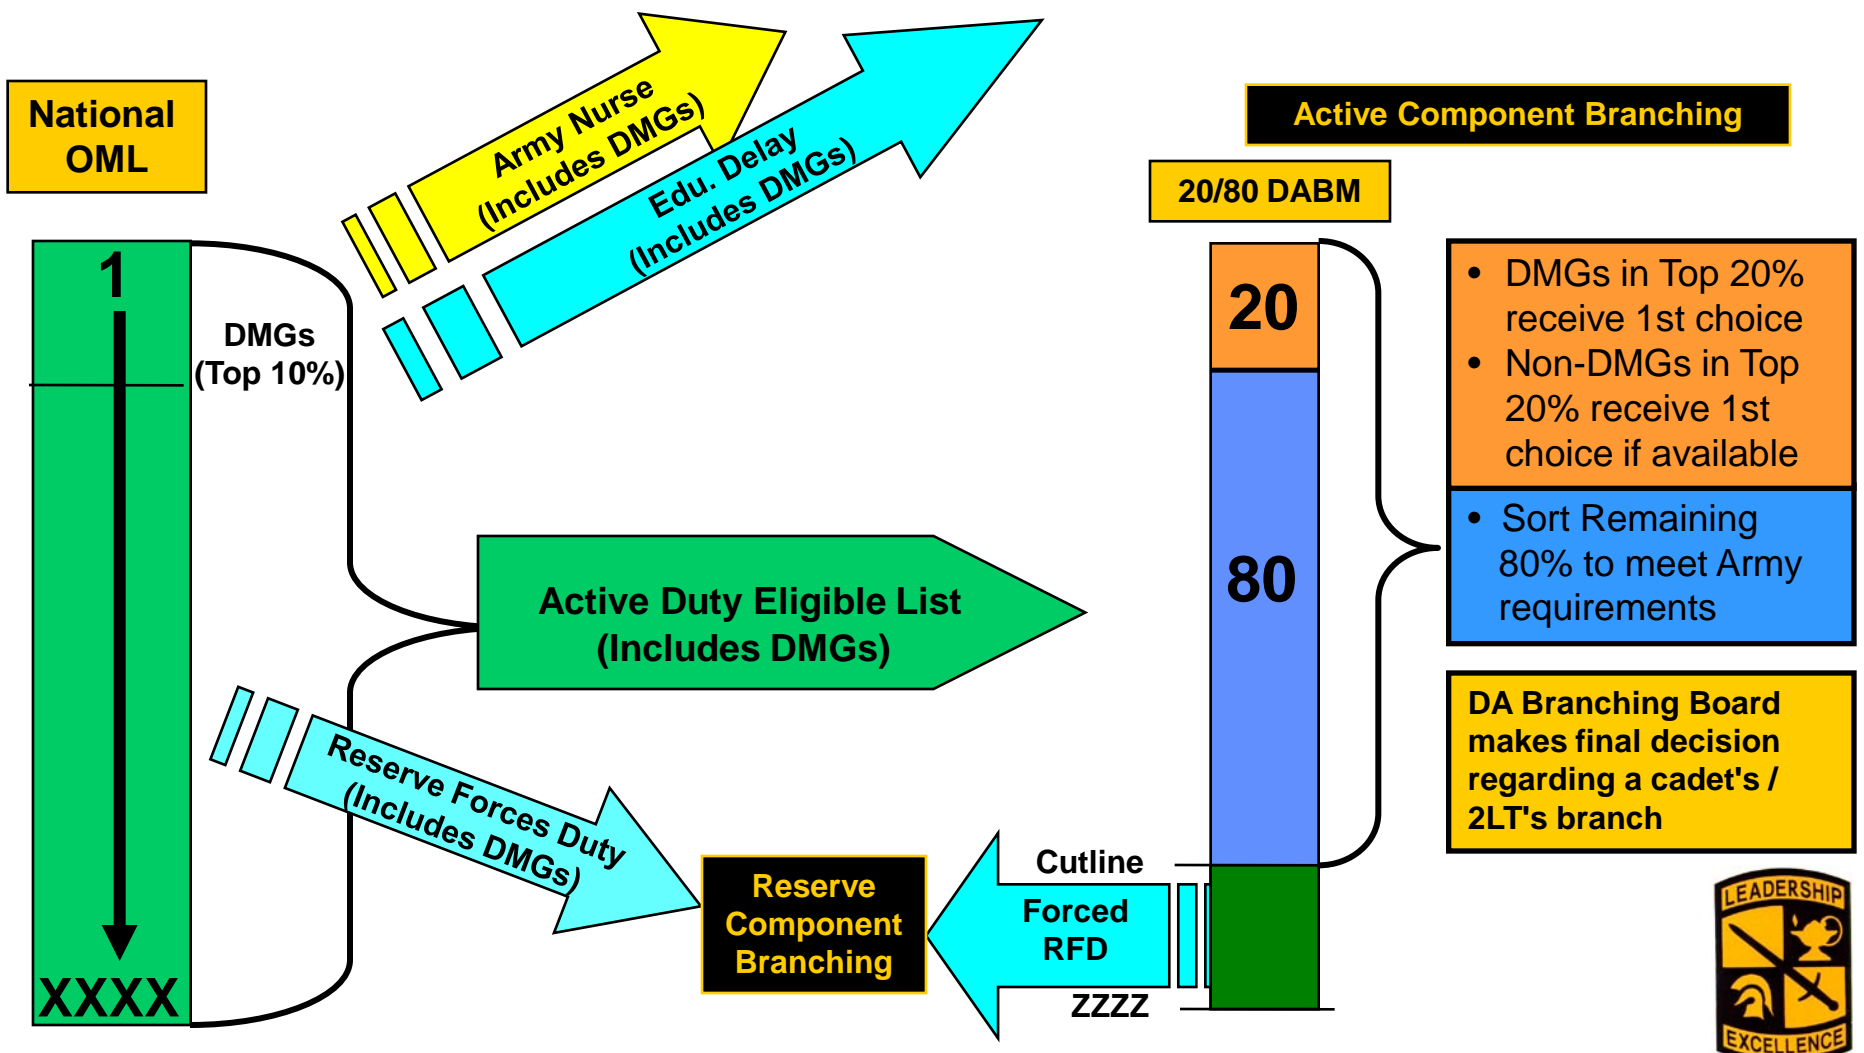 National
OML
1
XXXX
DMGs
(Top 10%)
Army Nurse
(Includes DMGs)
Edu. Delay
(Includes DMGs)
Active Duty Eligible List
(Includes DMGs)
Reserve Forces Duty
(Includes DMGs)
Reserve
Component
Branching
Cutline
Forced
RFD
ZZZZ
Active Component Branching
20/80 DABM
20
80
• DMGs in Top 20%
receive 1st choice
• Non-DMGs in Top
20% receive 1st
choice if available
• Sort Remaining
80% to meet Army
requirements
DA Branching Board
makes final decision
regarding a cadet's /
2LT's branch
LEADERSHIP
EXCELLENCE